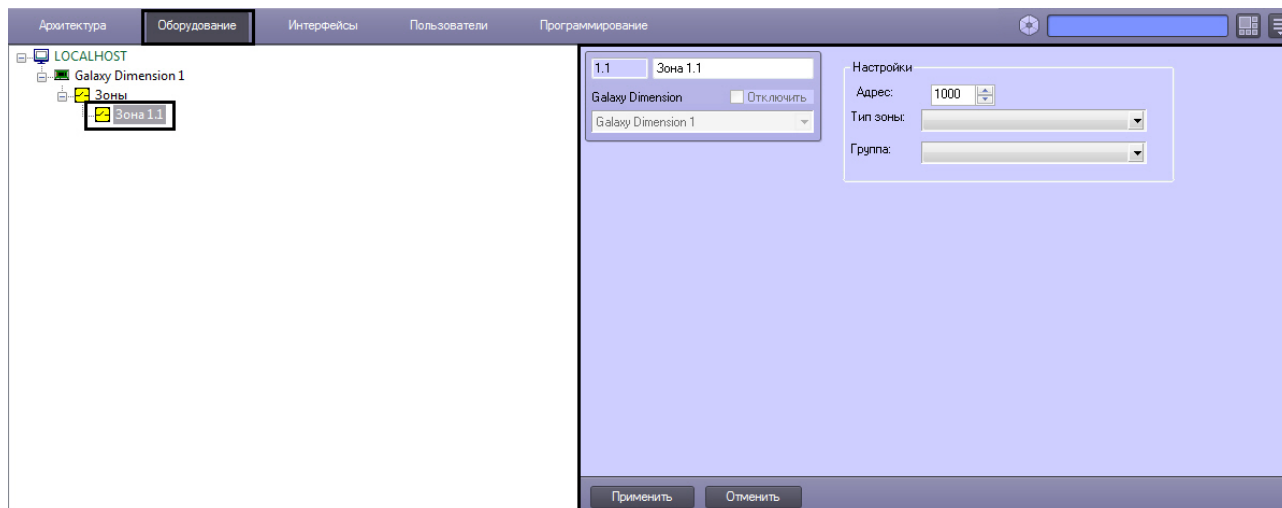 Архитектура Оборудование Интерфейсы Пользователи Программирование
LOCALHOST
Galaxy Dimension 1
Зоны
Зона 1.1
1.1 Зона 1.1
Galaxy Dimension Отключить
Galaxy Dimension 1
Настройки
Адрес: 1000
Тип зоны:
Группа:
Применить Отменить